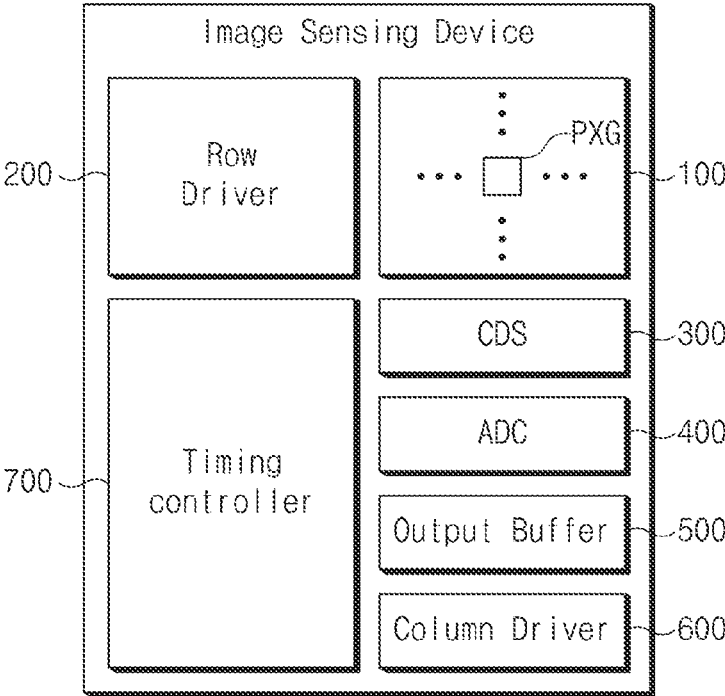 Image Sensing Device
Row
Driver
PXG
200
100
CDS
300
ADC
400
Timing
controller
700
Output Buffer
500
Column Driver
600